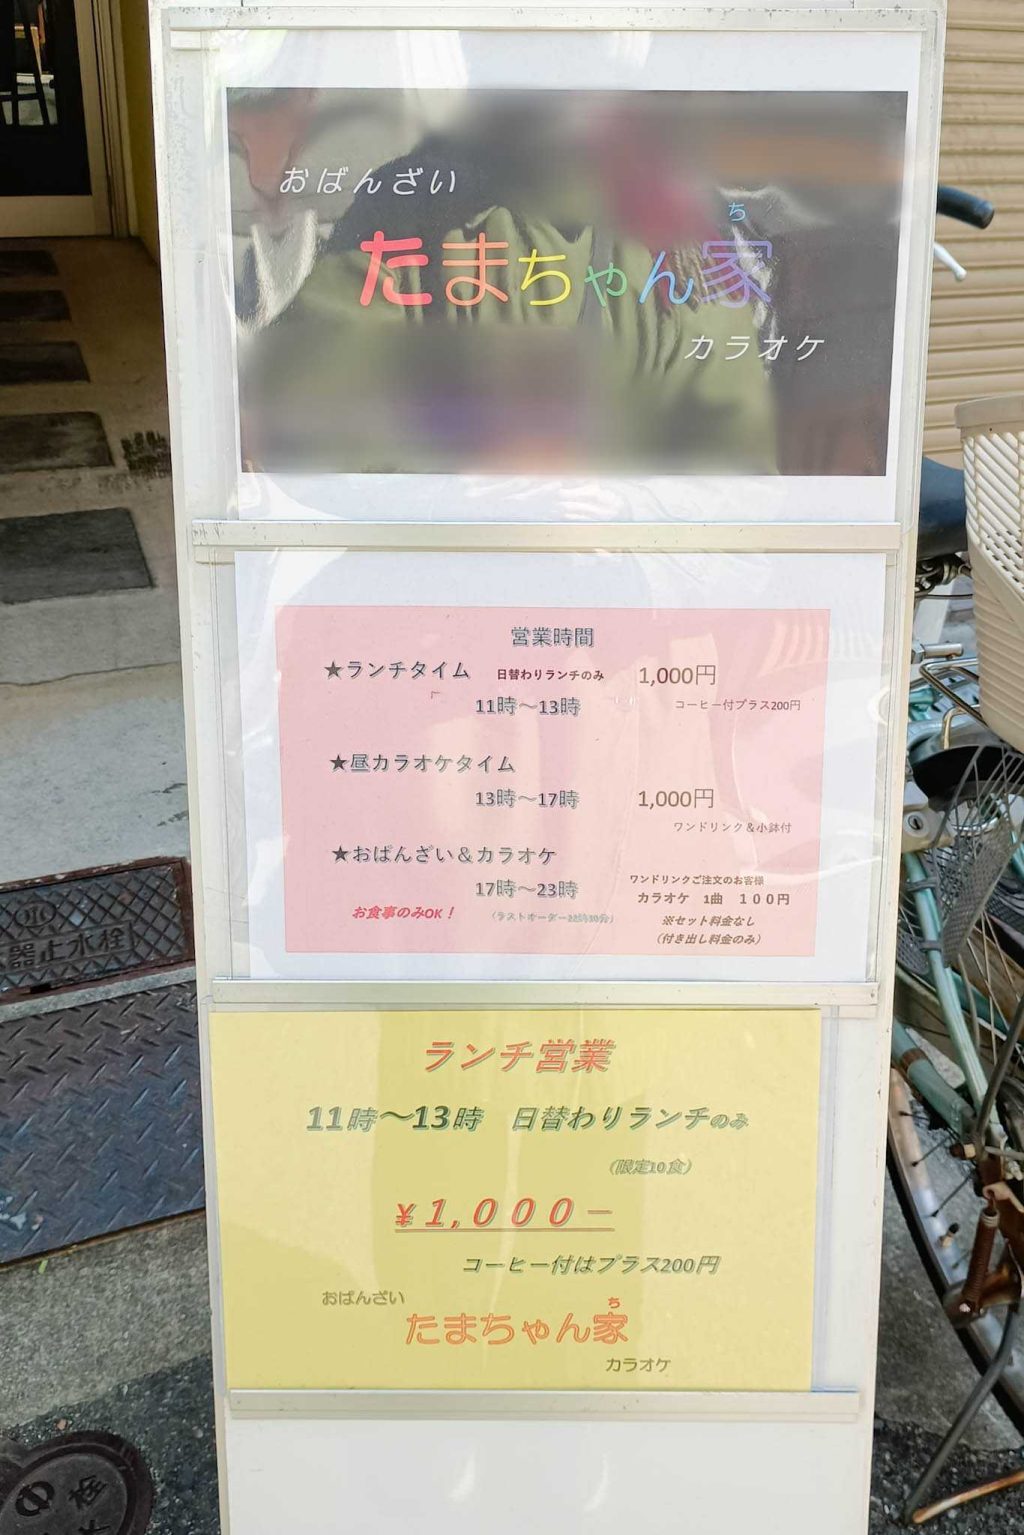 おばんざい
ち
たまちゃん家
カラオケ
営業時間
★ランチタイム 日替わりランチのみ 1,000円
11時～13時 コーヒー付プラス200円
★昼カラオケタイム
13時～17時 1,000円
ワンドリンク＆小鉢付
★おばんざい＆カラオケ
17時～23時 ワンドリンクご注文のお客様
カラオケ 1曲 １００円
お食事のみOK！ （ラストオーダー
※セット料金なし
（付き出し料金のみ）
ランチ営業
11時～13時 日替わりランチのみ
（限定10食）
¥１,０００－
コーヒー付はプラス200円
おばんざい
ち
たまちゃん家
カラオケ
器止水栓